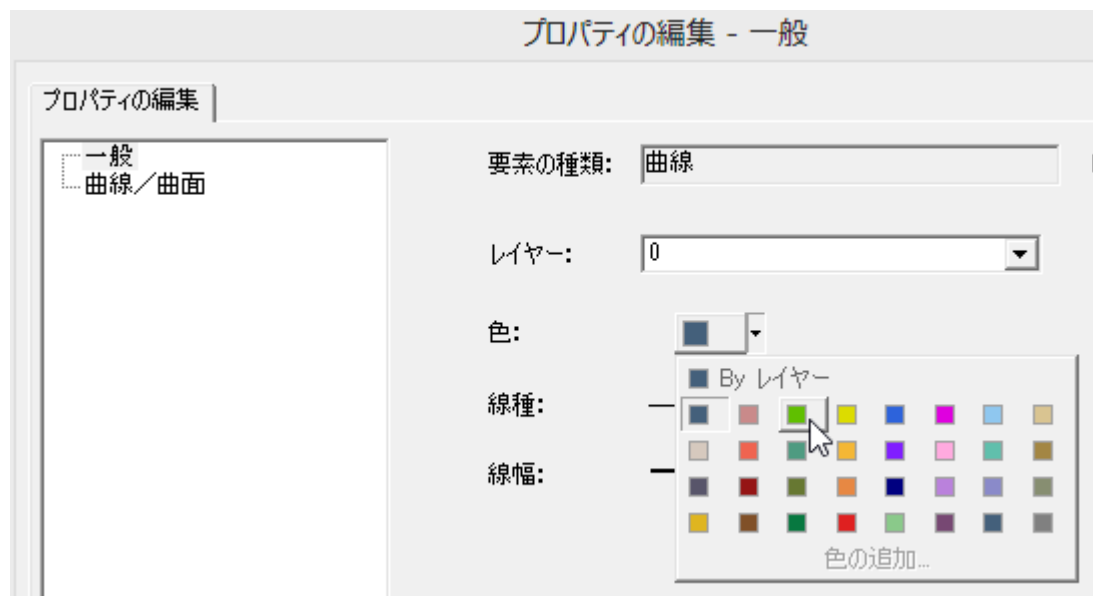 プロパティの編集 - 一般
プロパティの編集
一般
曲線／曲面
要素の種類: 曲線
レイヤー: 0
色:
By レイヤー
線種:
線幅:
色の追加...